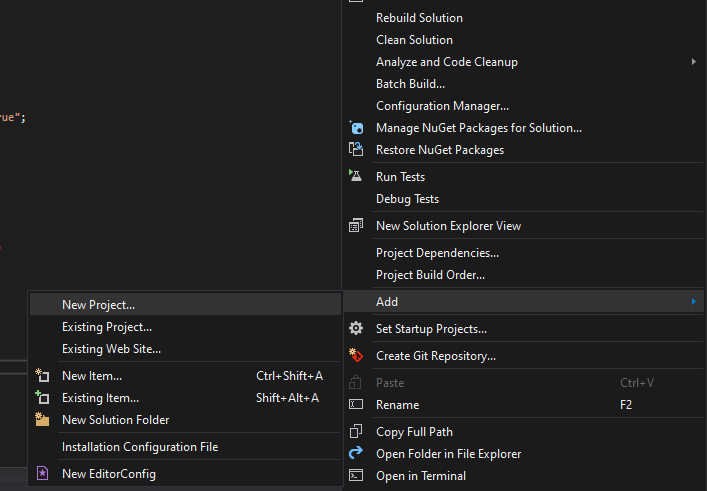 Rebuild Solution
Clean Solution
Analyze and Code Cleanup
Batch Build...
Configuration Manager...
rue";
Manage NuGet Packages for Solution...
Restore NuGet Packages
Run Tests
Debug Tests
New Solution Explorer View
Project Dependencies...
Project Build Order...
Add
New Project...
Existing Project...
Existing Web Site...
New Item... Ctrl+Shift+A
Existing Item... Shift+Alt+A
New Solution Folder
Installation Configuration File
New EditorConfig
Set Startup Projects...
Create Git Repository...
Paste Ctrl+V
Rename F2
Copy Full Path
Open Folder in File Explorer
Open in Terminal